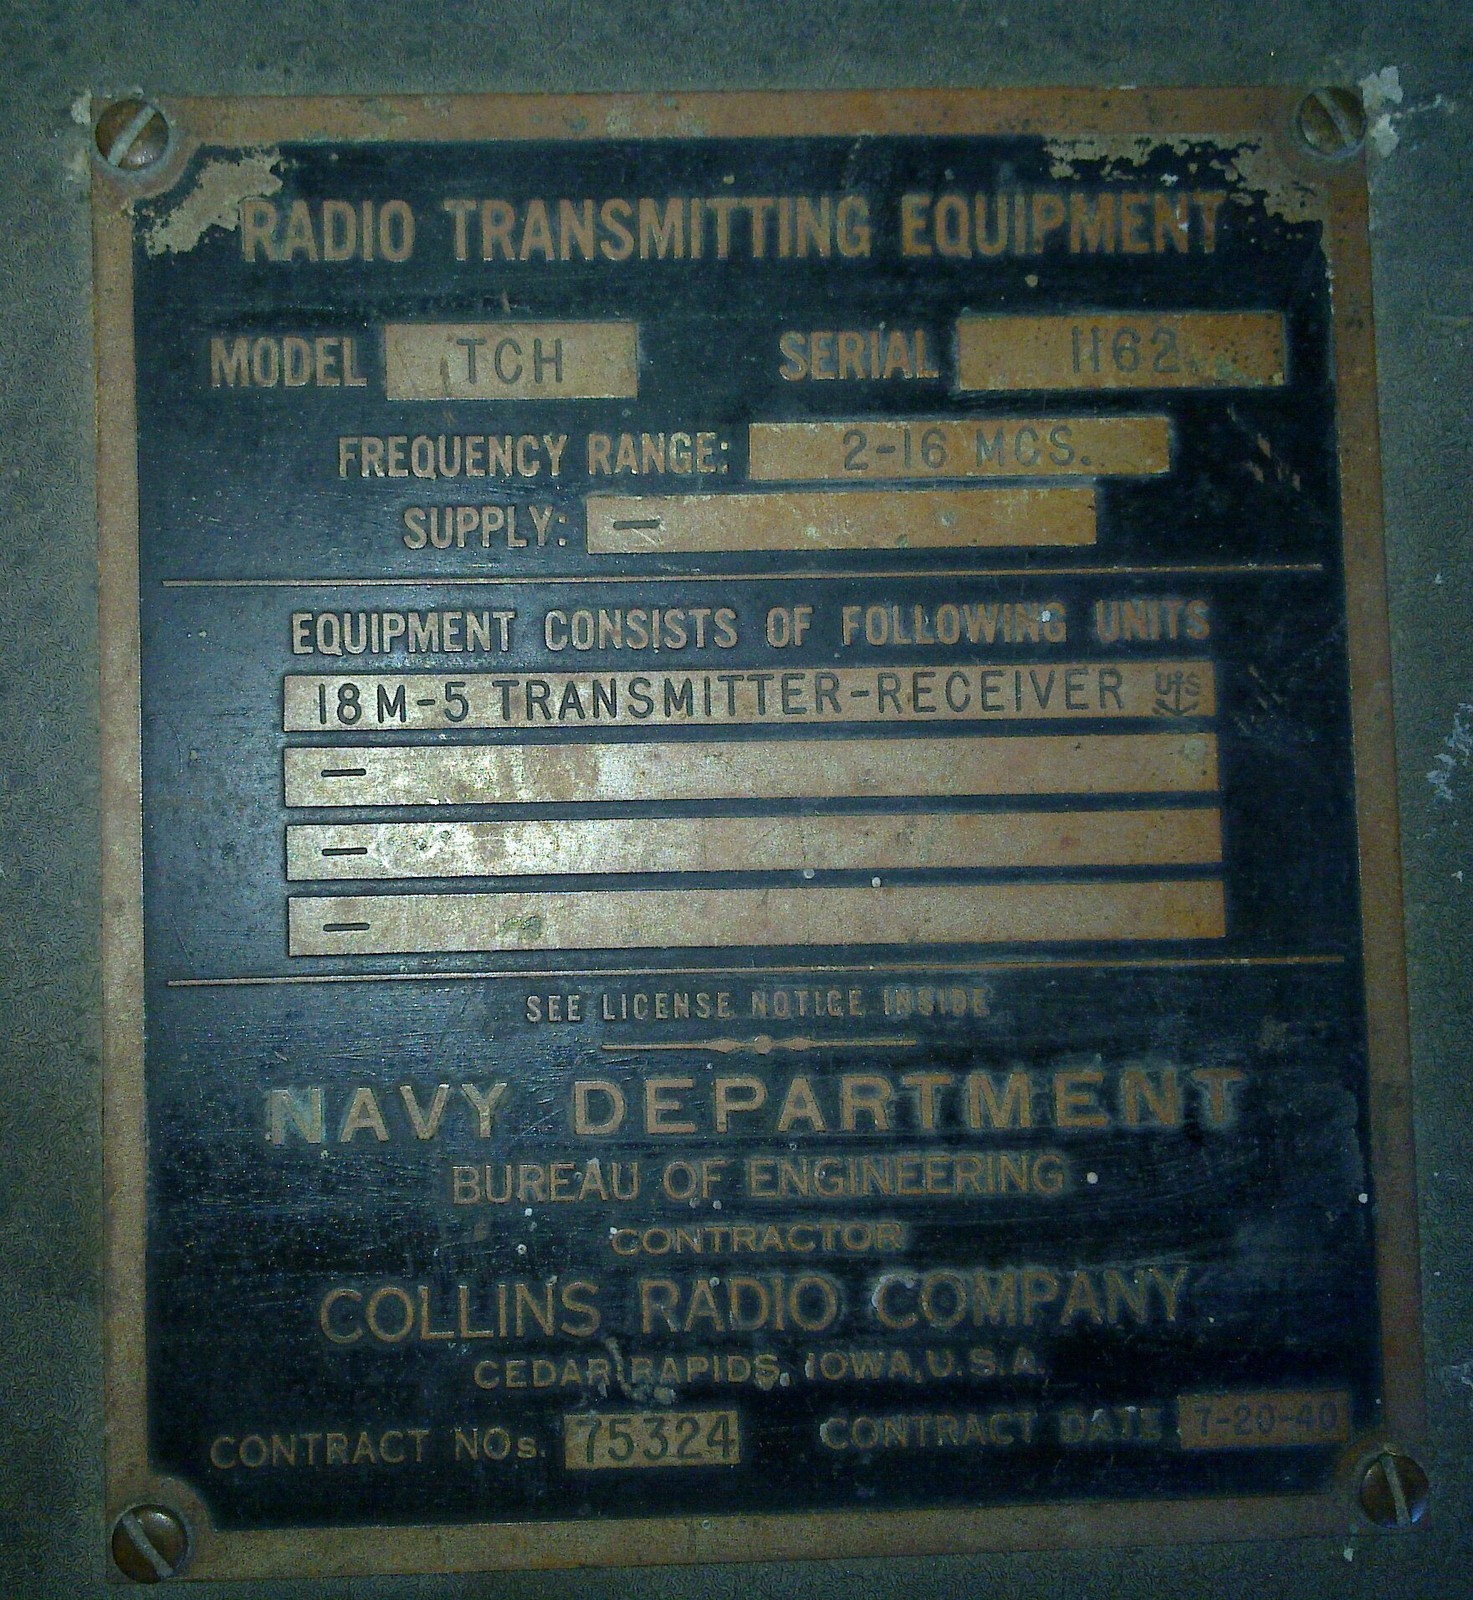 RADIO TRANSMITTING EQUIPMENT
MODEL TCH SERIAL 1162
FREQUENCY RANGE: 2-16 MCS.
SUPPLY: —
EQUIPMENT CONSISTS OF FOLLOWING UNITS
18M-5 TRANSMITTER-RECEIVER US
—
—
—
SEE LICENSE NOTICE INSIDE
NAVY DEPARTMENT
BUREAU OF ENGINEERING
CONTRACTOR
COLLINS RADIO COMPANY
CEDAR RAPIDS, IOWA, U.S.A.
CONTRACT NOs. 75324 CONTRACT DATE 7-20-40